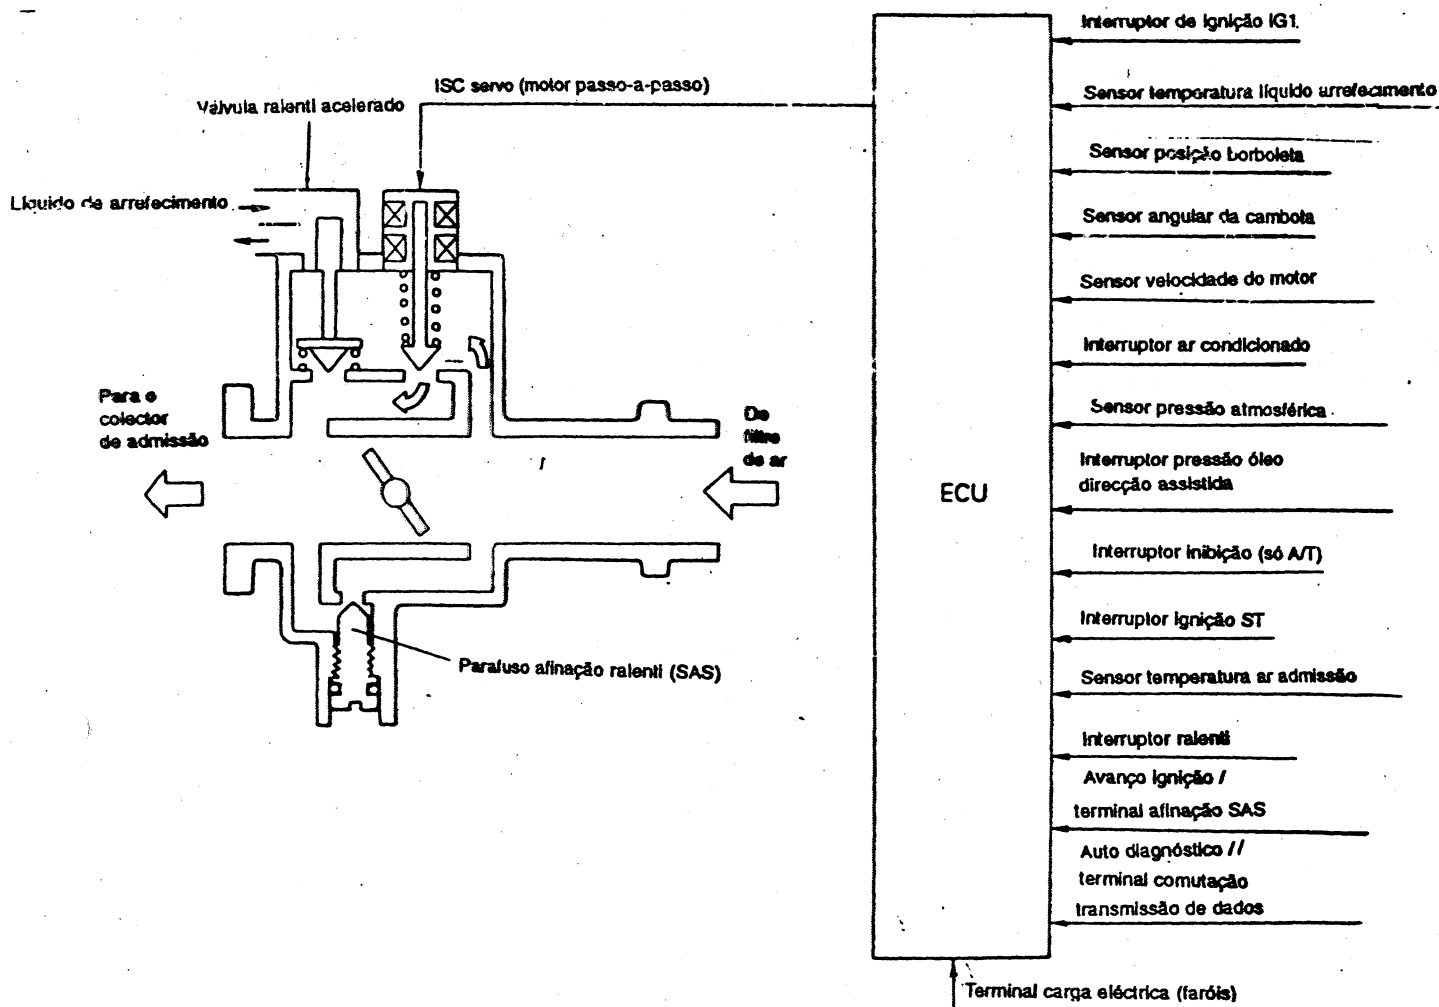 ISC servo (motor passo-a-passo)
Válvula ralenti acelerado
Líquido de arrefecimento
Para o
colector
de admissão
De
filtro
de ar
Parafuso afinação ralenti (SAS)
ECU
Interruptor de ignição IG1.
Sensor temperatura líquido arrefecimento
Sensor posição borboleta
Sensor angular da cambota
Sensor velocidade do motor
Interruptor ar condicionado
Sensor pressão atmosférica
Interruptor pressão óleo
direcção assistida
Interruptor inibição (só A/T)
Interruptor ignição ST
Sensor temperatura ar admissão
Interruptor ralenti
Avanço ignição /
terminal afinação SAS
Auto diagnóstico //
terminal comutação
transmissão de dados
Terminal carga eléctrica (faróis)